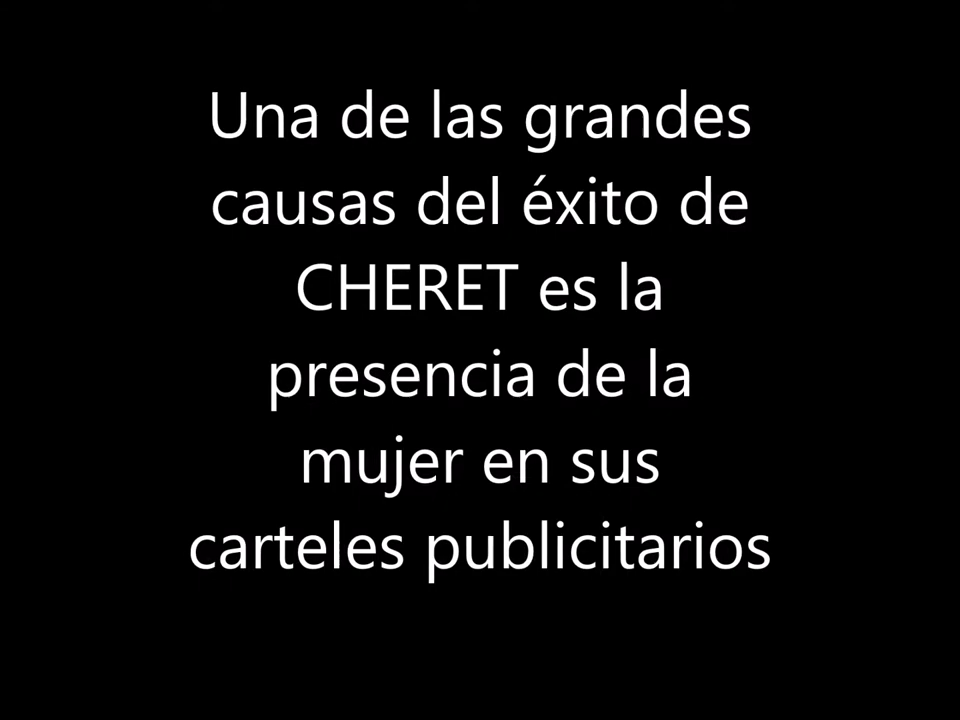 Una de las grandes
causas del éxito de
CHERET es la
presencia de la
mujer en sus
carteles publicitarios